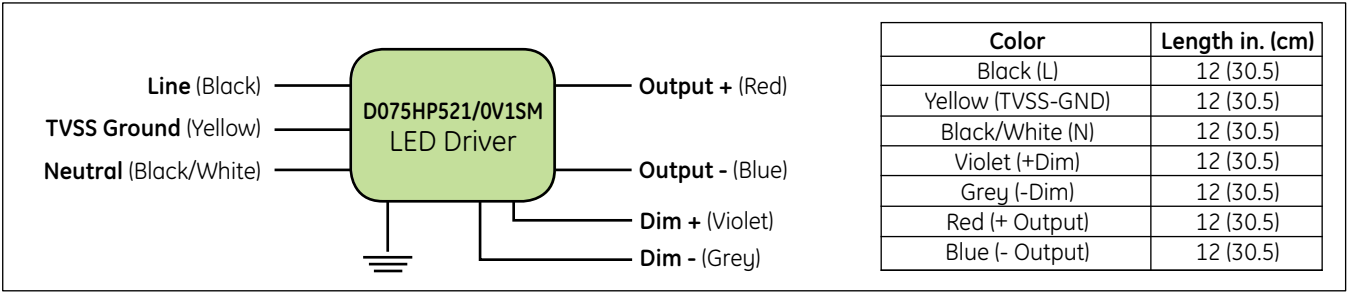 Line (Black)
TVSS Ground (Yellow)
Neutral (Black/White)
D075HP521/0V1SM
LED Driver
Output + (Red)
Output - (Blue)
Dim + (Violet)
Dim - (Grey)
Color Length in. (cm)
Black (L) 12 (30.5)
Yellow (TVSS-GND) 12 (30.5)
Black/White (N) 12 (30.5)
Violet (+Dim) 12 (30.5)
Grey (-Dim) 12 (30.5)
Red (+ Output) 12 (30.5)
Blue (- Output) 12 (30.5)